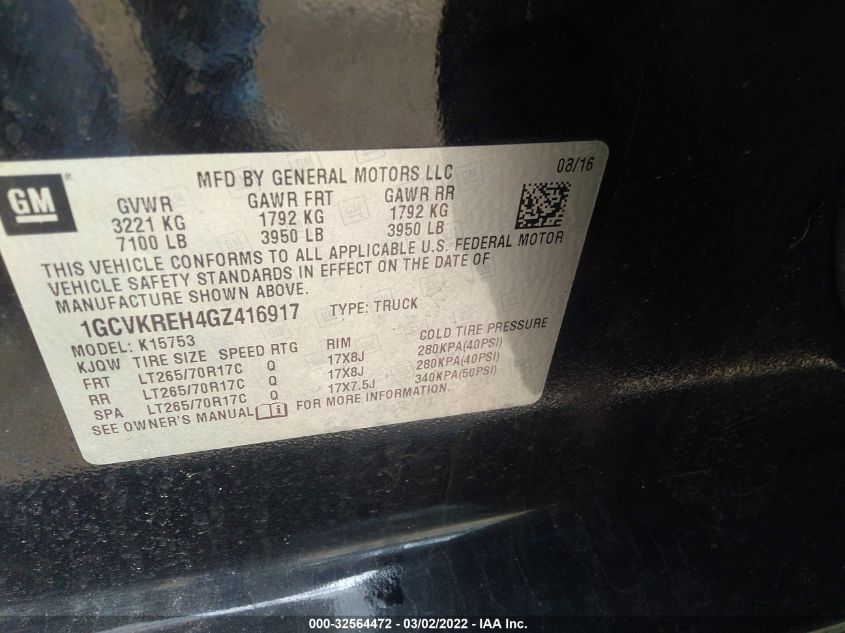 GM
MFD BY GENERAL MOTORS LLC 08/16
GVWR GAWR FRT GAWR RR
3221 KG 1792 KG 1792 KG
7100 LB 3950 LB 3950 LB
THIS VEHICLE CONFORMS TO ALL APPLICABLE U.S. FEDERAL MOTOR
VEHICLE SAFETY STANDARDS IN EFFECT ON THE DATE OF
MANUFACTURE SHOWN ABOVE.
1GCVKREH4GZ416917 TYPE: TRUCK
MODEL: K15753
KJQW TIRE SIZE SPEED RTG RIM COLD TIRE PRESSURE
FRT LT265/70R17C Q 17X8J 280KPA(40PSI)
RR LT265/70R17C Q 17X8J 280KPA(40PSI)
SPA LT265/70R17C Q 17X7.5J 340KPA(50PSI)
SEE OWNER'S MANUAL FOR MORE INFORMATION.
000-32564472 - 03/02/2022 - IAA Inc.